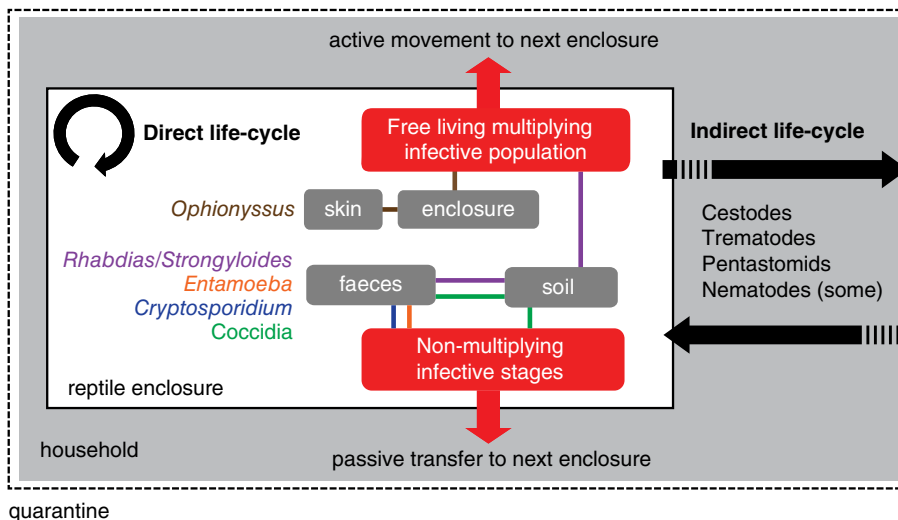 active movement to next enclosure
Direct life-cycle
Free living multiplying
infective population
Indirect life-cycle
Ophionyssus
skin
enclosure
Cestodes
Trematodes
Pentastomids
Nematodes (some)
Rhabdias/Strongyloides
Entamoeba
Cryptosporidium
Coccidia
faeces
soil
Non-multiplying
infective stages
reptile enclosure
household
passive transfer to next enclosure
quarantine